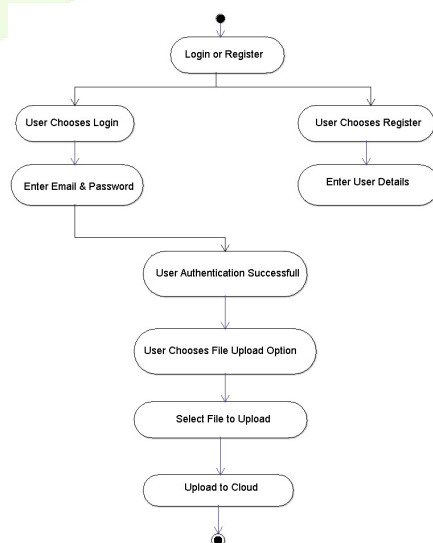 Login or Register
User Chooses Login
User Chooses Register
Enter Email & Password
Enter User Details
User Authentication Successfull
User Chooses File Upload Option
Select File to Upload
Upload to Cloud